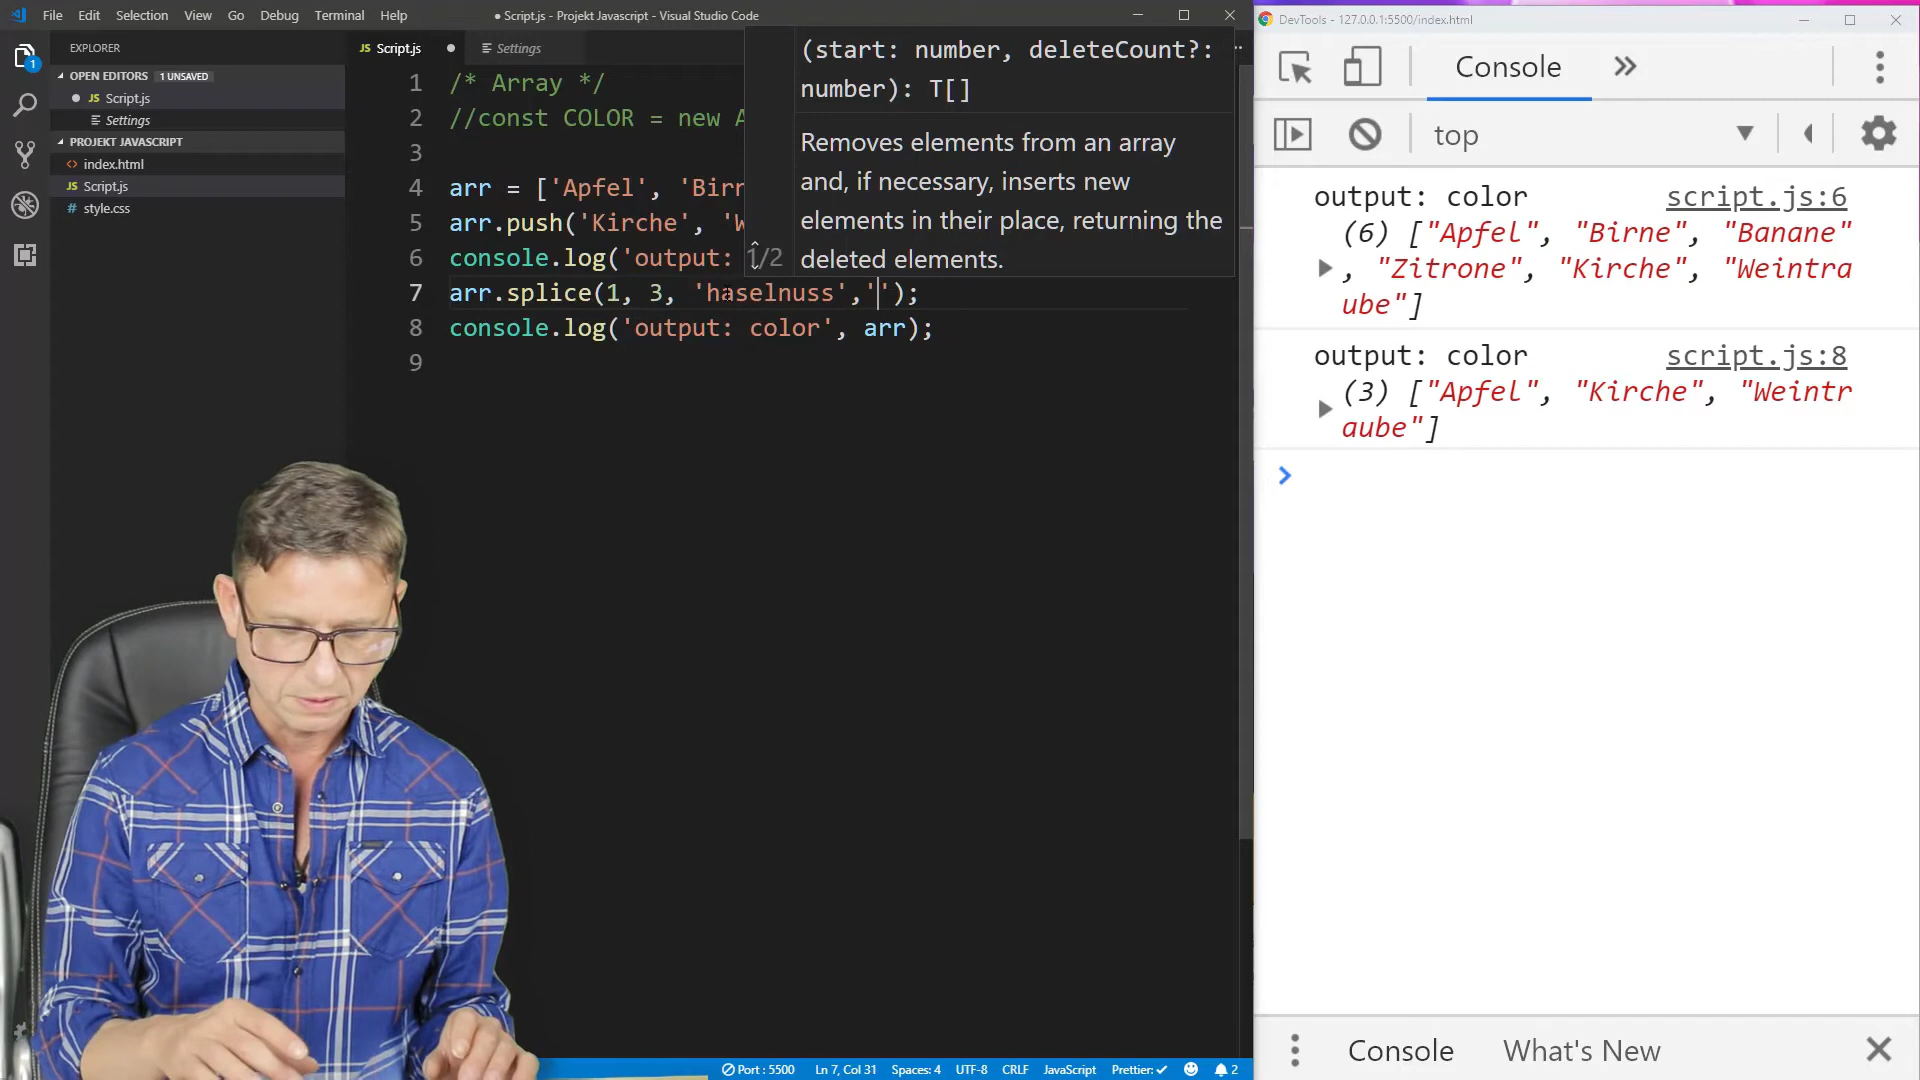 File Edit Selection View Go Debug Terminal Help
● Script.js - Projekt Javascript - Visual Studio Code
EXPLORER
OPEN EDITORS 1 UNSAVED
Script.js
Settings
PROJEKT JAVASCRIPT
index.html
JS Script.js
# style.css
1
JS Script.js ●
Settings
1 /* Array */
2 //const COLOR = new A
3
4 arr = ['Apfel', 'Birn
5 arr.push('Kirche', 'W
6 console.log('output:
7 arr.splice(1, 3, 'haselnuss','');
8 console.log('output: color', arr);
9
1/2
(start: number, deleteCount?:
number): T[]
Removes elements from an array
and, if necessary, inserts new
elements in their place, returning the
deleted elements.
Port : 5500 Ln 7, Col 31 Spaces: 4 UTF-8 CRLF JavaScript Prettier: ✓ 2
DevTools - 127.0.0.1:5500/index.html
Console »
top
output: color script.js:6
(6) ["Apfel", "Birne", "Banane"
, "Zitrone", "Kirche", "Weintra
ube"]
output: color script.js:8
(3) ["Apfel", "Kirche", "Weintr
aube"]
Console What's New